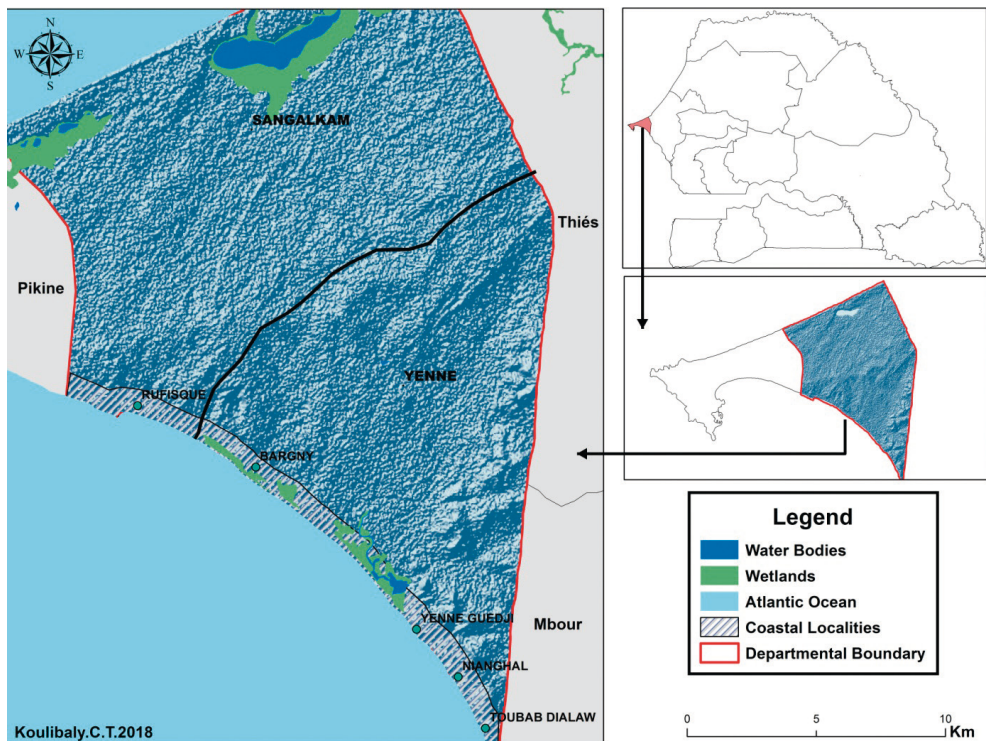 N
W E
S
SANGALKAM
Thiés
Pikine
YENNE
RUFISQUE
BARGNY
YENNE GUEDJI
Mbour
NIANGHAL
TOUBAB DIALAW
Koulibaly.C.T.2018
Legend
Water Bodies
Wetlands
Atlantic Ocean
Coastal Localities
Departmental Boundary
0 5 10
Km